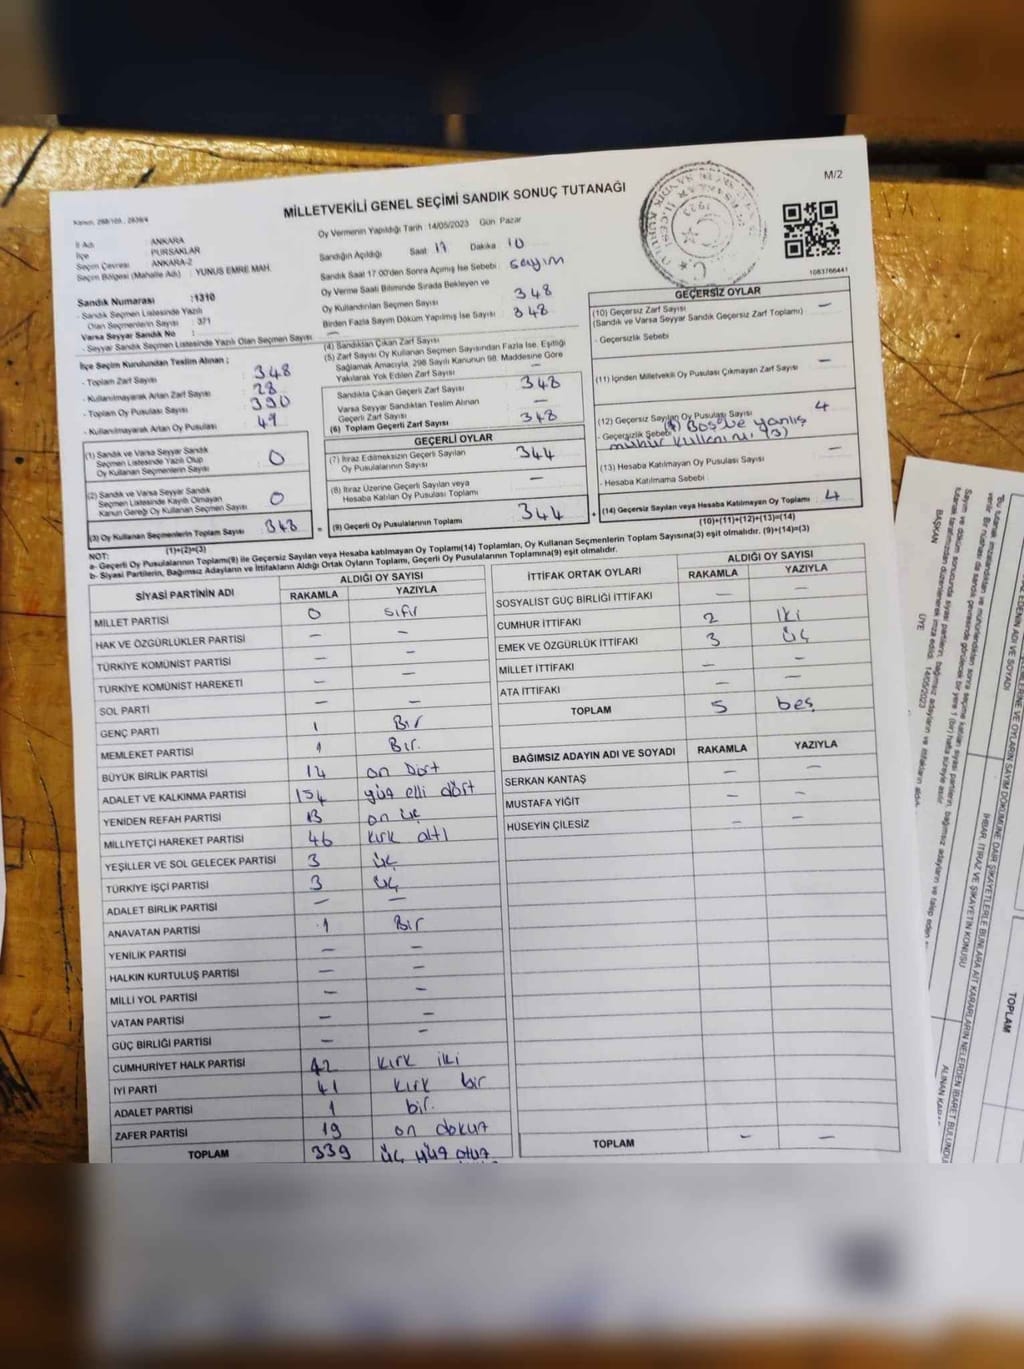 M/2
Kanun, 298/105, 2839/4
MİLLETVEKİLİ GENEL SEÇİMİ SANDIK SONUÇ TUTANAĞI
1083766441
İl Adı : ANKARA
İlçe : PURSAKLAR
Seçim Çevresi : ANKARA-2
Seçim Bölgesi (Mahalle Adı) : YUNUS EMRE MAH.
Sandık Numarası :1310
- Sandık Seçmen Listesinde Yazılı
Olan Seçmenlerin Sayısı : 371
Varsa Seyyar Sandık No :
- Seyyar Sandık Seçmen Listesinde Yazılı Olan Seçmen Sayısı
İlçe Seçim Kurulundan Teslim Alınan ;
- Toplam Zarf Sayısı : 348
- Kullanılmayarak Artan Zarf Sayısı : 28
- Toplam Oy Pusulası Sayısı : 390
- Kullanılmayarak Artan Oy Pusulası : 49
(1) Sandık ve Varsa Seyyar Sandık
Seçmen Listesinde Yazılı Olup
Oy Kullanan Seçmenlerin Sayısı : 0
(2) Sandık ve Varsa Seyyar Sandık
Seçmen Listesinde Kayıtlı Olmayan
Kanun Gereği Oy Kullanan Seçmen Sayısı : 0
(3) Oy Kullanan Seçmenlerin Toplam Sayısı : 348
(1)+(2)=(3)
Oy Vermenin Yapıldığı Tarih 14/05/2023 Gün Pazar
Sandığın Açıldığı Saat 17 Dakika 10
Sandık Saat 17:00'den Sonra Açılmış İse Sebebi : sayım
Oy Verme Saati Bitiminde Sırada Bekleyen ve
Oy Kullandırılan Seçmen Sayısı : 348
Birden Fazla Sayım Döküm Yapılmış İse Sayısı : 348
(4) Sandıktan Çıkan Zarf Sayısı —
(5) Zarf Sayısı Oy Kullanan Seçmen Sayısından Fazla İse, Eşitliği
Sağlamak Amacıyla, 298 Sayılı Kanunun 98. Maddesine Göre
Yakılarak Yok Edilen Zarf Sayısı : —
Sandıkta Çıkan Geçerli Zarf Sayısı : 348
Varsa Seyyar Sandıktan Teslim Alınan
Geçerli Zarf Sayısı : —
(6) Toplam Geçerli Zarf Sayısı : 348
GEÇERLİ OYLAR
(7) İtiraz Edilmeksizin Geçerli Sayılan
Oy Pusulalarının Sayısı : 344
(8) İtiraz Üzerine Geçerli Sayılan veya
Hesaba Katılan Oy Pusulası Toplamı : —
(9) Geçerli Oy Pusulalarının Toplamı : 344
GEÇERSİZ OYLAR
(10) Geçersiz Zarf Sayısı : —
(Sandık ve Varsa Seyyar Sandık Geçersiz Zarf Toplamı)
- Geçersizlik Sebebi
(11) İçinden Milletvekili Oy Pusulası Çıkmayan Zarf Sayısı : —
(12) Geçersiz Sayılan Oy Pusulası Sayısı : 4
- Geçersizlik Sebebi : Boş ve yanlış
mühür kullanımı (3)
(13) Hesaba Katılmayan Oy Pusulası Sayısı : —
- Hesaba Katılmama Sebebi :
(14) Geçersiz Sayılan veya Hesaba Katılmayan Oy Toplamı : 4
(10)+(11)+(12)+(13)=(14)
NOT:
a- Geçerli Oy Pusulalarının Toplamı(9) ile Geçersiz Sayılan veya Hesaba katılmayan Oy Toplamı(14) Toplamları, Oy Kullanan Seçmenlerin Toplam Sayısına(3) eşit olmalıdır. (9)+(14)=(3)
b- Siyasi Partilerin, Bağımsız Adayların ve İttifakların Aldığı Ortak Oyların Toplamı, Geçerli Oy Pusulalarının Toplamına(9) eşit olmalıdır.
SİYASİ PARTİNİN ADI ALDIĞI OY SAYISI
RAKAMLA YAZIYLA
MİLLET PARTİSİ 0 sıfır
HAK VE ÖZGÜRLÜKLER PARTİSİ — —
TÜRKİYE KOMÜNİST PARTİSİ — —
TÜRKİYE KOMÜNİST HAREKETİ — —
SOL PARTİ — —
GENÇ PARTİ 1 Bir
MEMLEKET PARTİSİ 1 Bir.
BÜYÜK BİRLİK PARTİSİ 14 on Dört
ADALET VE KALKINMA PARTİSİ 154 yüz elli dört
YENİDEN REFAH PARTİSİ 13 on üç
MİLLİYETÇİ HAREKET PARTİSİ 46 kırk altı
YEŞİLLER VE SOL GELECEK PARTİSİ 3 üç
TÜRKİYE İŞÇİ PARTİSİ 3 üç
ADALET BİRLİK PARTİSİ — —
ANAVATAN PARTİSİ 1 Bir
YENİLİK PARTİSİ — —
HALKIN KURTULUŞ PARTİSİ — —
MİLLİ YOL PARTİSİ — —
VATAN PARTİSİ — —
GÜÇ BİRLİĞİ PARTİSİ — —
CUMHURİYET HALK PARTİSİ 42 kırk iki
İYİ PARTİ 41 kırk bir
ADALET PARTİSİ 1 bir.
ZAFER PARTİSİ 19 on dokuz
TOPLAM 339 üç yüz otuz
İTTİFAK ORTAK OYLARI ALDIĞI OY SAYISI
RAKAMLA YAZIYLA
SOSYALİST GÜÇ BİRLİĞİ İTTİFAKI — —
CUMHUR İTTİFAKI 2 iki
EMEK VE ÖZGÜRLÜK İTTİFAKI 3 üç
MİLLET İTTİFAKI — —
ATA İTTİFAKI — —
TOPLAM 5 beş
BAĞIMSIZ ADAYIN ADI VE SOYADI RAKAMLA YAZIYLA
SERKAN KANTAŞ — —
MUSTAFA YİĞİT — —
HÜSEYİN ÇİLESİZ — —
TOPLAM — —
BAŞKAN
ÜYE
İHBAR, İTİRAZ VE ŞİKAYETİN KONUSU
TOPLAM